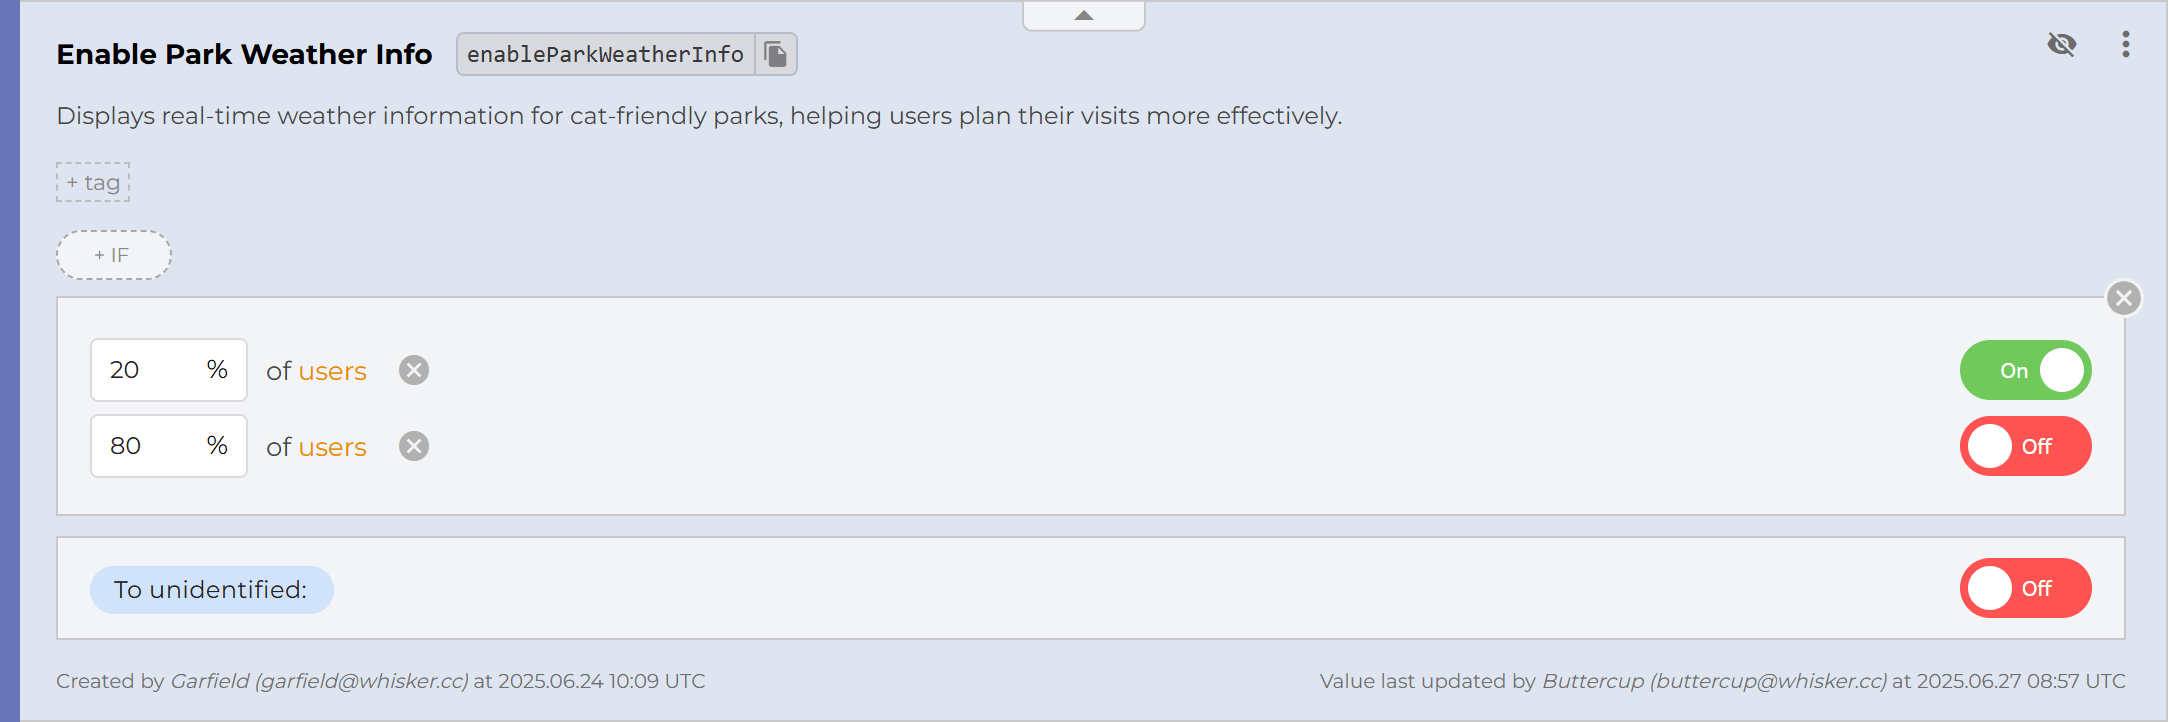 Enable Park Weather Info enableParkWeatherInfo
Displays real-time weather information for cat-friendly parks, helping users plan their visits more effectively.
+ tag
+ IF
20 % of users On
80 % of users Off
To unidentified: Off
Created by Garfield (garfield@whisker.cc) at 2025.06.24 10:09 UTC Value last updated by Buttercup (buttercup@whisker.cc) at 2025.06.27 08:57 UTC